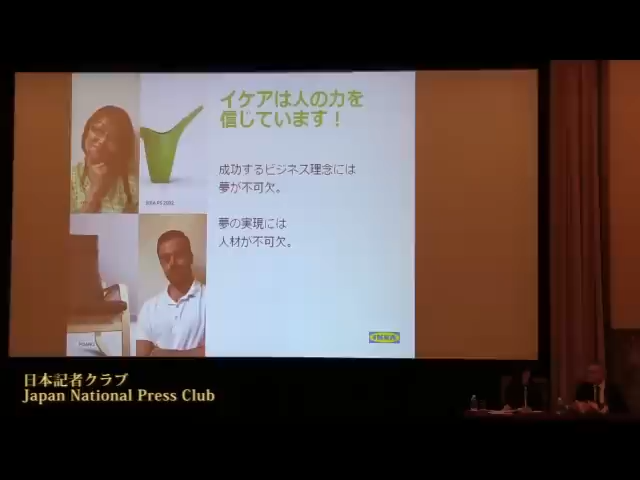 イケアは人の力を
信じています！
成功するビジネス理念には
夢が不可欠。
夢の実現には
人材が不可欠。
IKEA
日本記者クラブ
Japan National Press Club